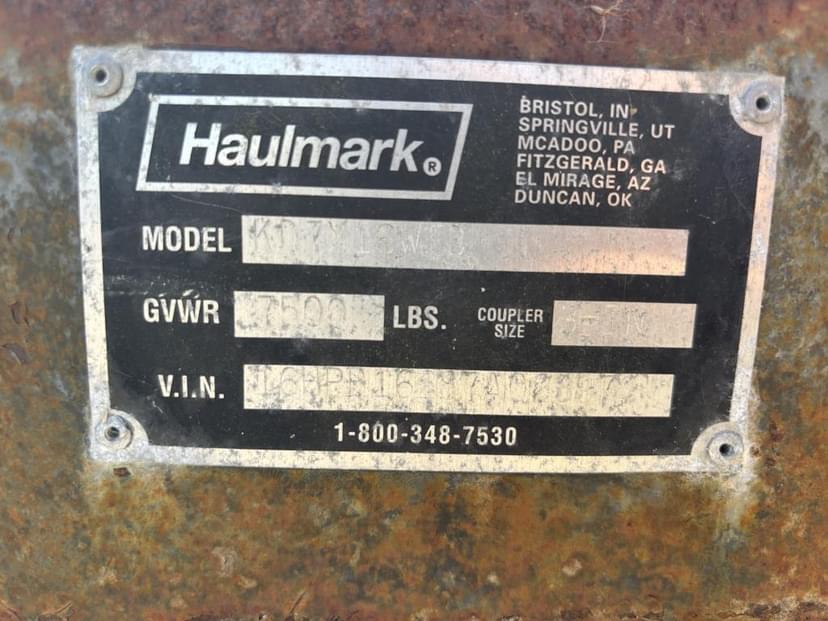 Haulmark®
BRISTOL, IN
SPRINGVILLE, UT
MCADOO, PA
FITZGERALD, GA
EL MIRAGE, AZ
DUNCAN, OK
MODEL
GVWR 7500 LBS. COUPLER SIZE
V.I.N.
1-800-348-7530